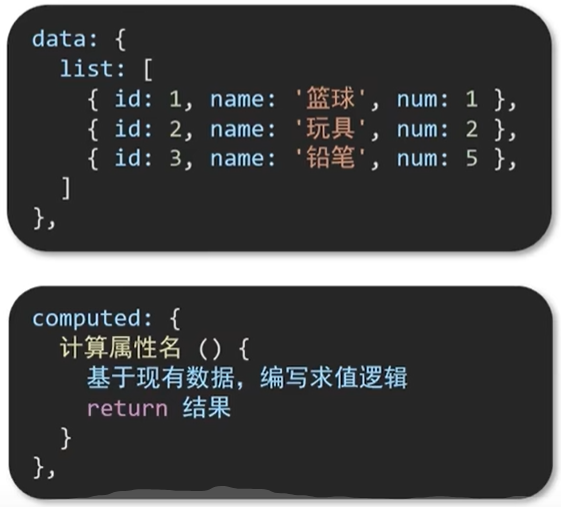 data: {
list: [
{ id: 1, name: '篮球', num: 1 },
{ id: 2, name: '玩具', num: 2 },
{ id: 3, name: '铅笔', num: 5 },
]
},
computed: {
计算属性名 () {
基于现有数据，编写求值逻辑
return 结果
}
},